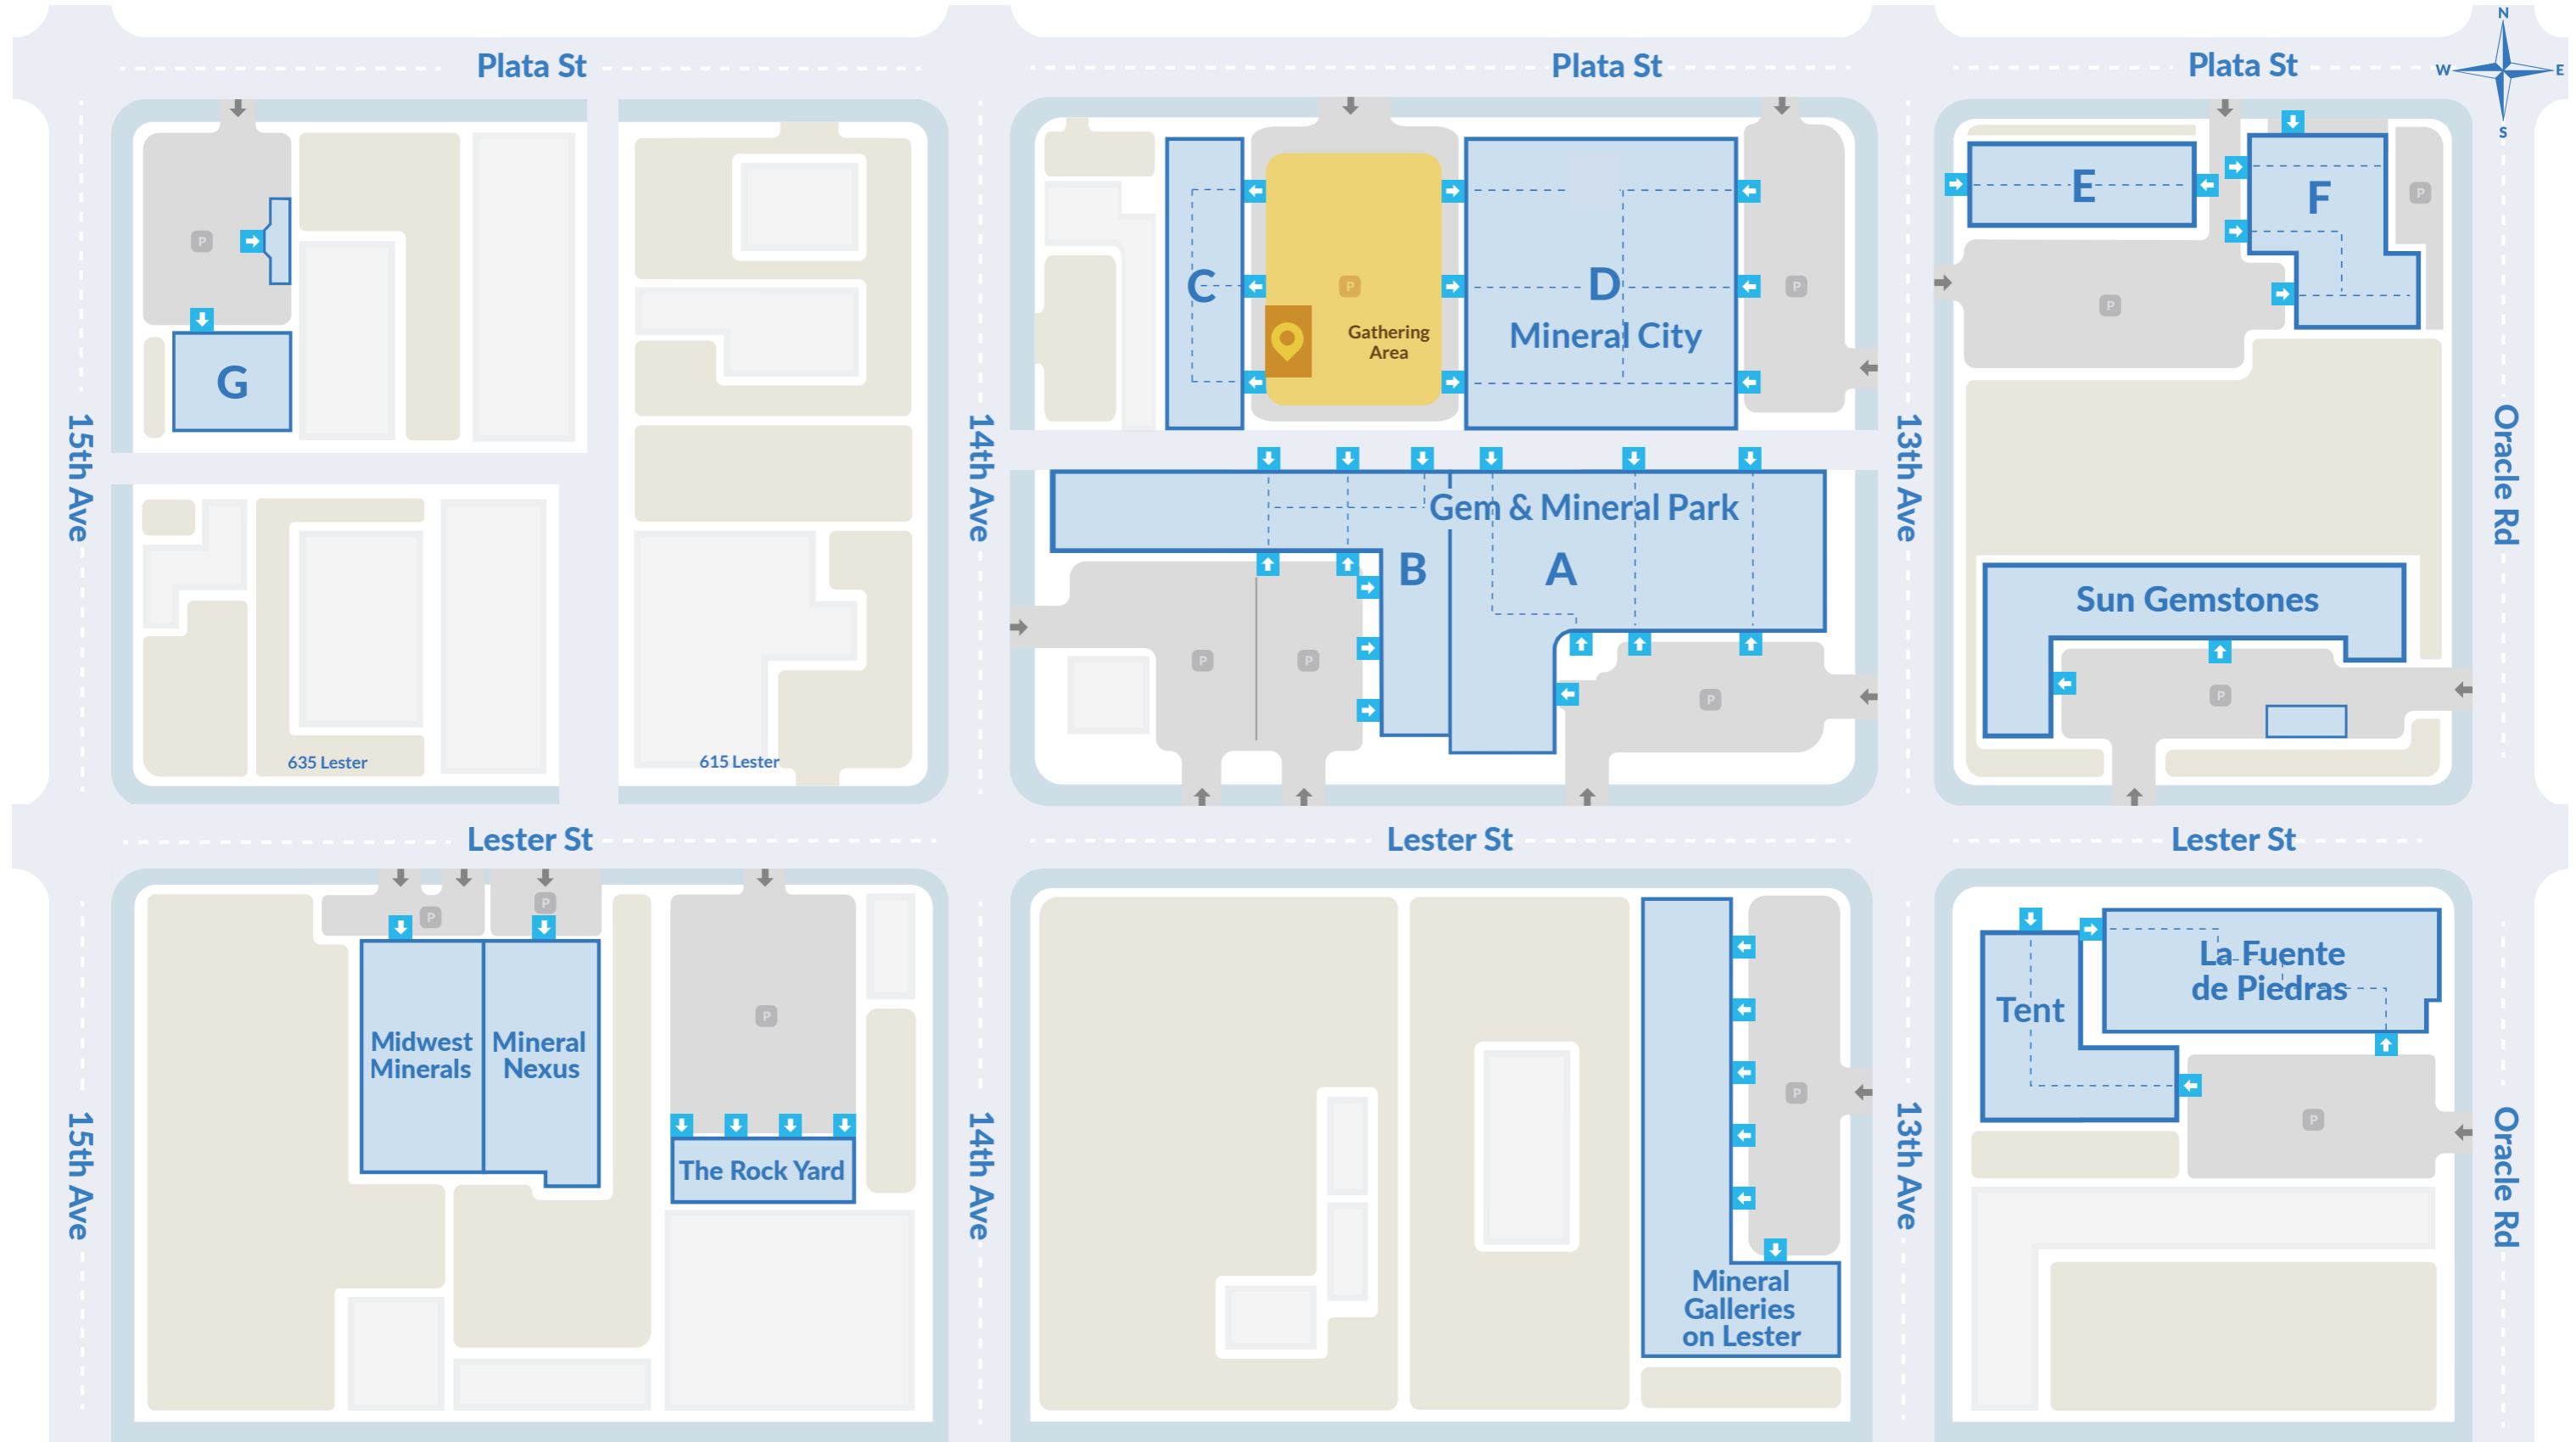 N
W
E
S
Plata St
Plata St
Plata St
P
G
C
P
Gathering
Area
D
Mineral City
P
E
F
P
P
15th Ave
14th Ave
13th Ave
Oracle Rd
Gem & Mineral Park
B
A
P
P
P
Sun Gemstones
P
635 Lester
615 Lester
Lester St
Lester St
Lester St
P
P
Midwest
Minerals
Mineral
Nexus
P
The Rock Yard
P
Mineral
Galleries
on Lester
Tent
La Fuente
de Piedras
P
15th Ave
14th Ave
13th Ave
Oracle Rd